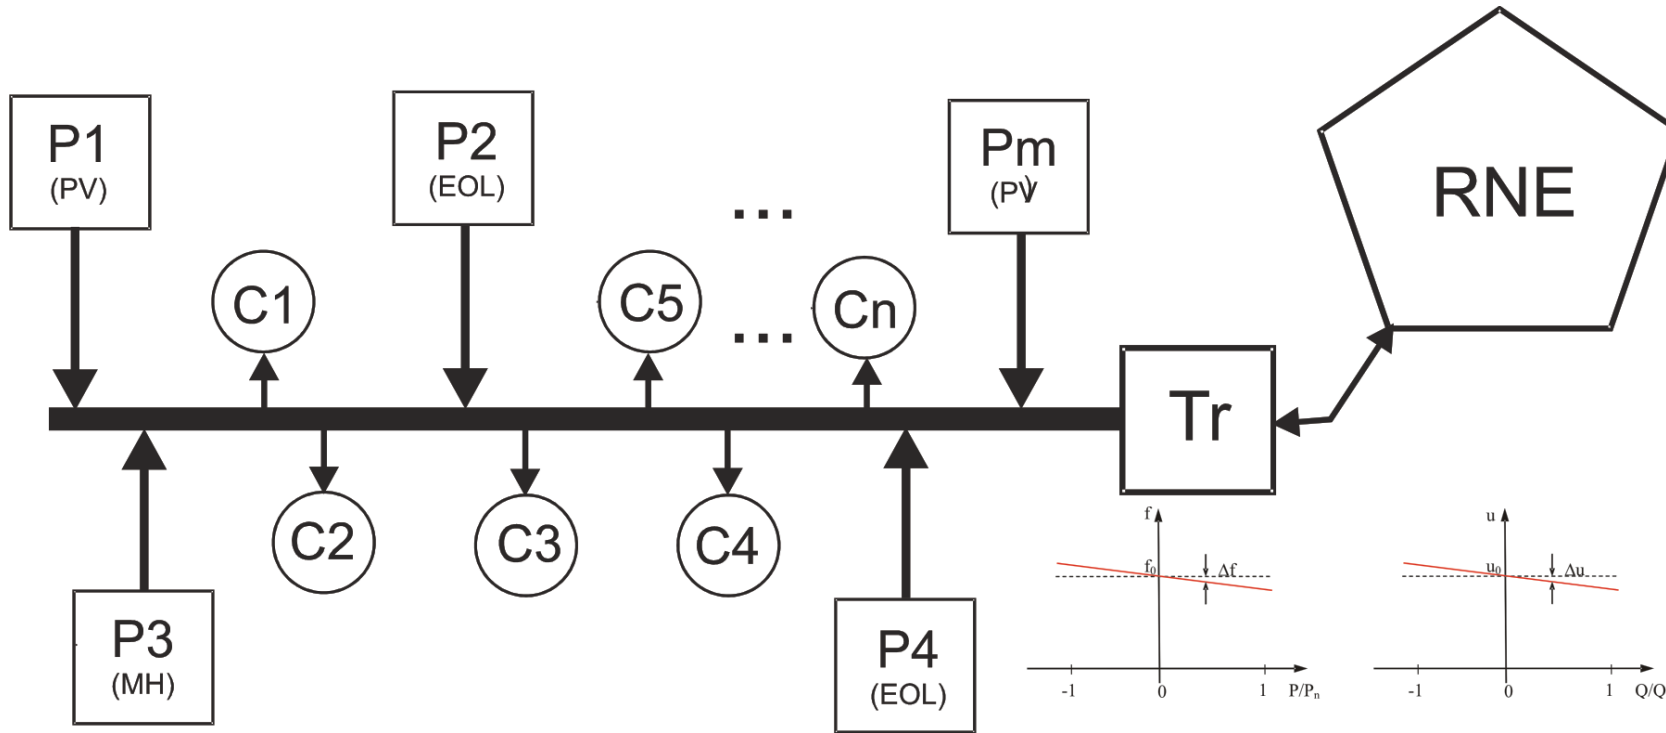 P1
(PV)
P2
(EOL)
Pm
(PV)
RNE
...
C1
C5
...
Cn
Tr
C2
C3
C4
P3
(MH)
P4
(EOL)
f
f₀
Δf
-1
0
1
P/Pₙ
u
u₀
Δu
-1
0
1
Q/Q